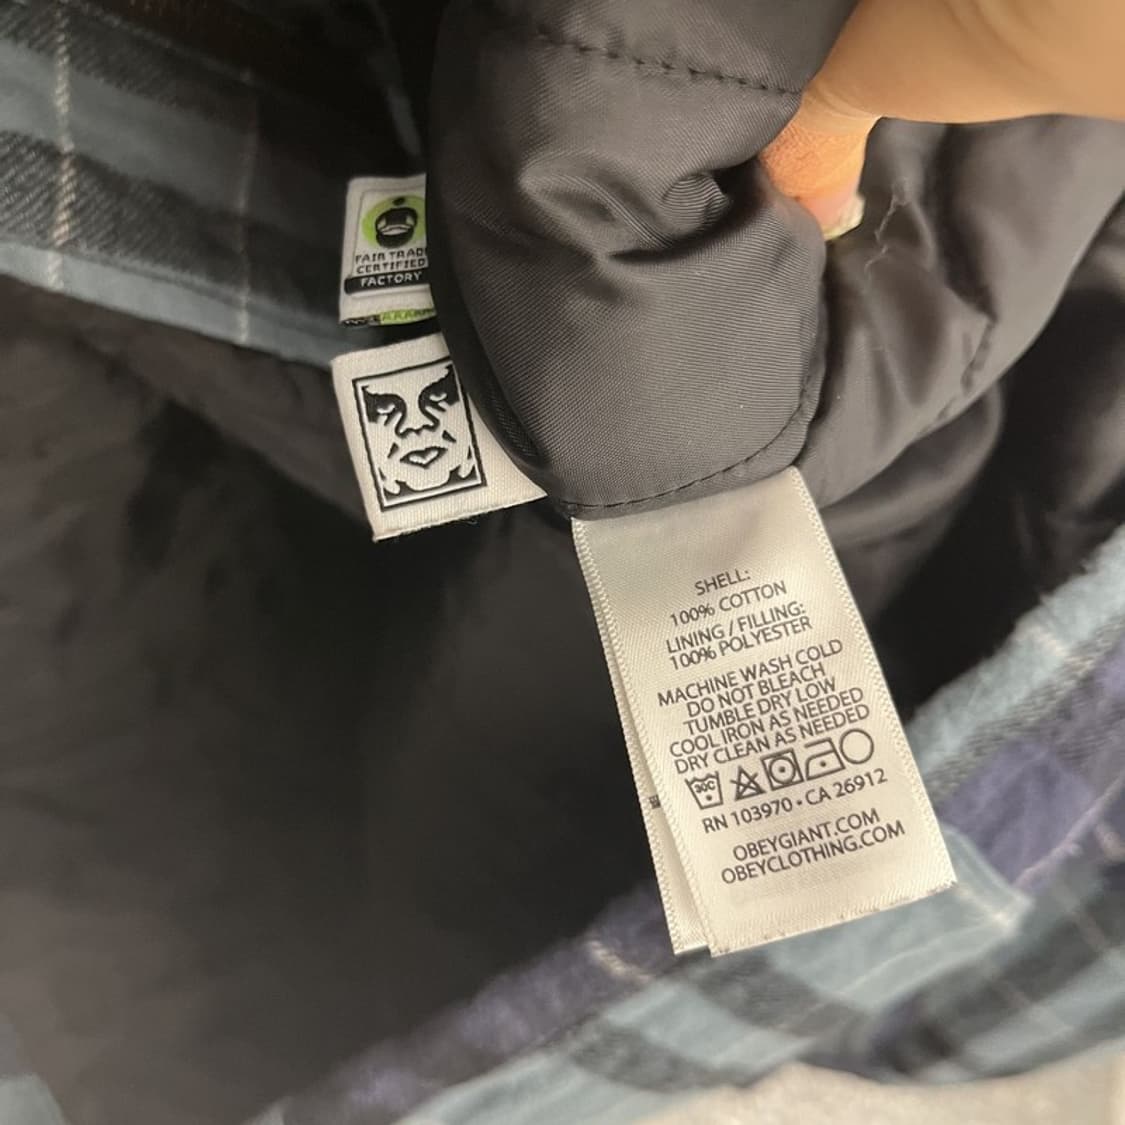 FAIR TRADE
CERTIFIED
FACTORY
SHELL:
100% COTTON
LINING / FILLING:
100% POLYESTER
MACHINE WASH COLD
DO NOT BLEACH
TUMBLE DRY LOW
COOL IRON AS NEEDED
DRY CLEAN AS NEEDED
30C
RN 103970 • CA 26912
OBEYGIANT.COM
OBEYCLOTHING.COM